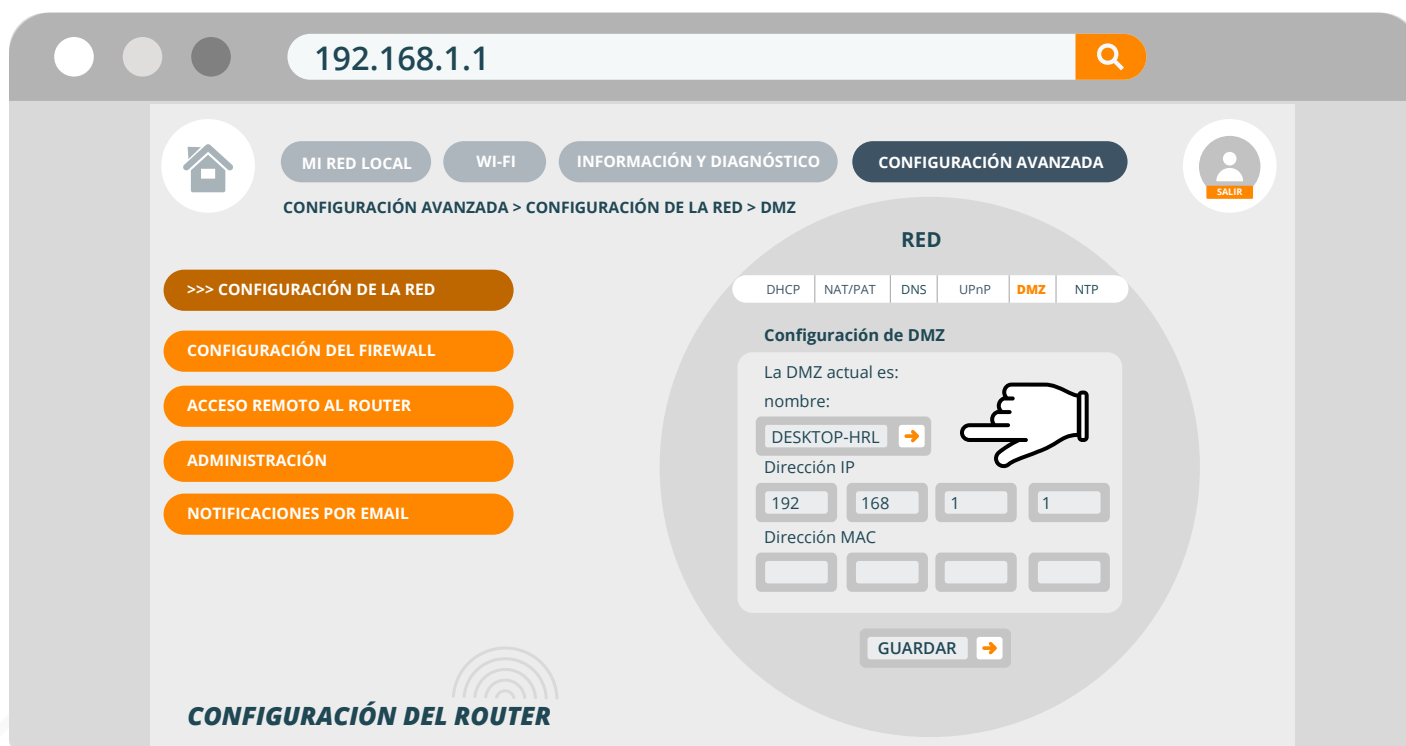 192.168.1.1
MI RED LOCAL
WI-FI
INFORMACIÓN Y DIAGNÓSTICO
CONFIGURACIÓN AVANZADA
SALIR
CONFIGURACIÓN AVANZADA > CONFIGURACIÓN DE LA RED > DMZ
>>> CONFIGURACIÓN DE LA RED
CONFIGURACIÓN DEL FIREWALL
ACCESO REMOTO AL ROUTER
ADMINISTRACIÓN
NOTIFICACIONES POR EMAIL
RED
DHCP NAT/PAT DNS UPnP DMZ NTP
Configuración de DMZ
La DMZ actual es:
nombre:
DESKTOP-HRL
Dirección IP
192 168 1 1
Dirección MAC
GUARDAR
CONFIGURACIÓN DEL ROUTER